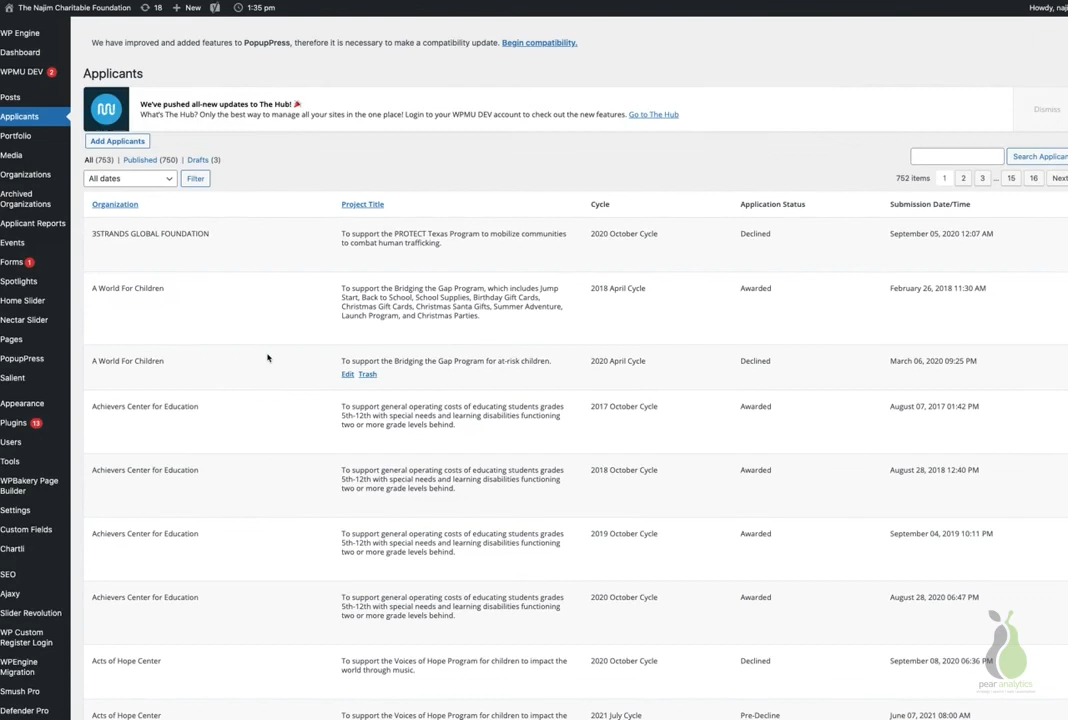 The Najim Charitable Foundation 18 New 1:35 pm Howdy, naji
WP Engine
Dashboard
WPMU DEV 2
Posts
Applicants
Portfolio
Media
Organizations
Archived
Organizations
Applicant Reports
Events
Forms 1
Spotlights
Home Slider
Nectar Slider
Pages
PopupPress
Salient
Appearance
Plugins 13
Users
Tools
WPBakery Page
Builder
Settings
Custom Fields
Chartli
SEO
Ajaxy
Slider Revolution
WP Custom
Register Login
WPEngine
Migration
Smush Pro
Defender Pro
We have improved and added features to PopupPress, therefore it is necessary to make a compatibility update. Begin compatibility.
Applicants
We've pushed all-new updates to The Hub!
What's The Hub? Only the best way to manage all your sites in the one place! Login to your WPMU DEV account to check out the new features. Go to The Hub
Dismiss
Add Applicants
All (753) | Published (750) | Drafts (3)
Search Applican
All dates Filter
752 items 1 2 3 ... 15 16 Next
Organization Project Title Cycle Application Status Submission Date/Time
3STRANDS GLOBAL FOUNDATION To support the PROTECT Texas Program to mobilize communities 2020 October Cycle Declined September 05, 2020 12:07 AM
to combat human trafficking.
A World For Children To support the Bridging the Gap Program, which includes Jump 2018 April Cycle Awarded February 26, 2018 11:30 AM
Start, Back to School, School Supplies, Birthday Gift Cards,
Christmas Gift Cards, Christmas Santa Gifts, Summer Adventure,
Launch Program, and Christmas Parties.
A World For Children To support the Bridging the Gap Program for at-risk children. 2020 April Cycle Declined March 06, 2020 09:25 PM
Edit Trash
Achievers Center for Education To support general operating costs of educating students grades 2017 October Cycle Awarded August 07, 2017 01:42 PM
5th-12th with special needs and learning disabilities functioning
two or more grade levels behind.
Achievers Center for Education To support general operating costs of educating students grades 2018 October Cycle Awarded August 28, 2018 12:40 PM
5th-12th with special needs and learning disabilities functioning
two or more grade levels behind.
Achievers Center for Education To support general operating costs of educating students grades 2019 October Cycle Awarded September 04, 2019 10:11 PM
5th-12th with special needs and learning disabilities functioning
two or more grade levels behind.
Achievers Center for Education To support general operating costs of educating students grades 2020 October Cycle Awarded August 28, 2020 06:47 PM
5th-12th with special needs and learning disabilities functioning
two or more grade levels behind.
Acts of Hope Center To support the Voices of Hope Program for children to impact the 2020 October Cycle Declined September 08, 2020 06:36 PM
world through music.
pear analytics
Acts of Hope Center To support the Voices of Hope Program for children to impact the 2021 July Cycle Pre-Decline June 07, 2021 08:00 AM